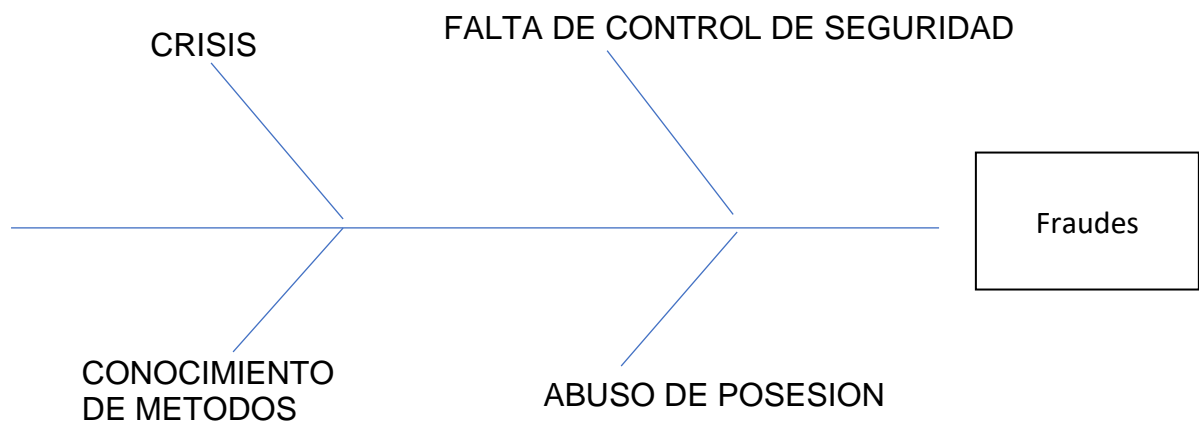 CRISIS
FALTA DE CONTROL DE SEGURIDAD
Fraudes
CONOCIMIENTO
DE METODOS
ABUSO DE POSESION